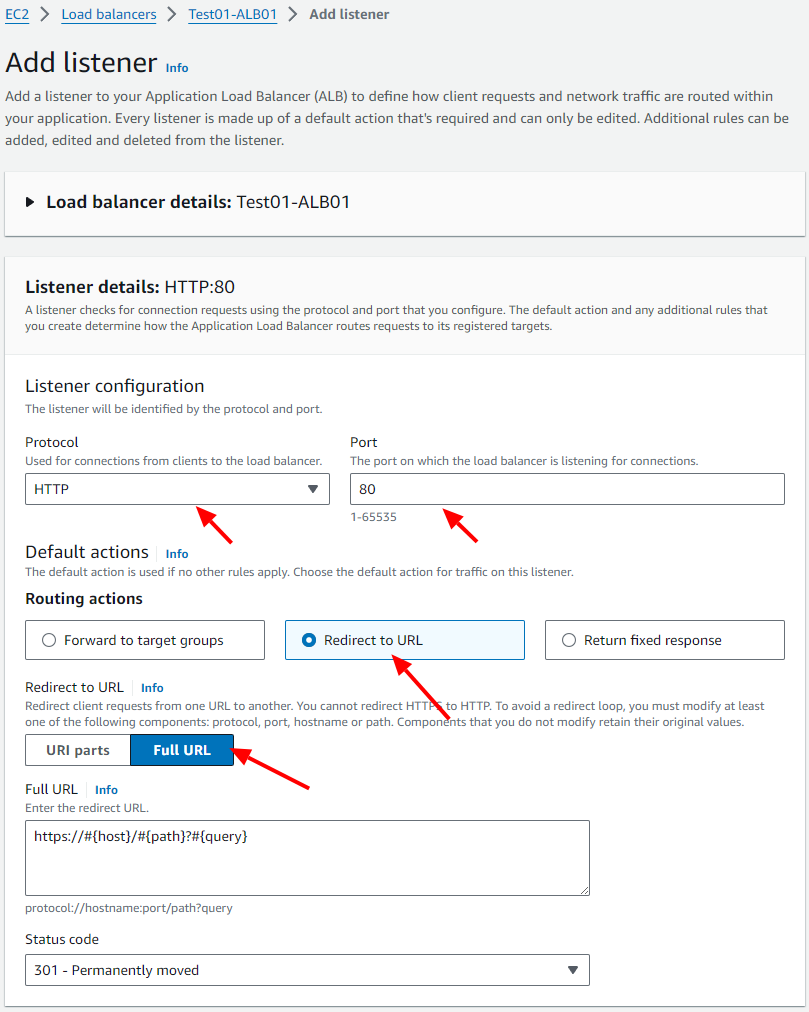 EC2 > Load balancers > Test01-ALB01 > Add listener
Add listener Info
Add a listener to your Application Load Balancer (ALB) to define how client requests and network traffic are routed within
your application. Every listener is made up of a default action that's required and can only be edited. Additional rules can be
added, edited and deleted from the listener.
Load balancer details: Test01-ALB01
Listener details: HTTP:80
A listener checks for connection requests using the protocol and port that you configure. The default action and any additional rules that
you create determine how the Application Load Balancer routes requests to its registered targets.
Listener configuration
The listener will be identified by the protocol and port.
Protocol
Used for connections from clients to the load balancer.
HTTP
Port
The port on which the load balancer is listening for connections.
80
1-65535
Default actions Info
The default action is used if no other rules apply. Choose the default action for traffic on this listener.
Routing actions
Forward to target groups
Redirect to URL
Return fixed response
Redirect to URL Info
Redirect client requests from one URL to another. You cannot redirect HTTPS to HTTP. To avoid a redirect loop, you must modify at least
one of the following components: protocol, port, hostname or path. Components that you do not modify retain their original values.
URI parts
Full URL
Full URL Info
Enter the redirect URL.
https://#{host}/#{path}?#{query}
protocol://hostname:port/path?query
Status code
301 - Permanently moved